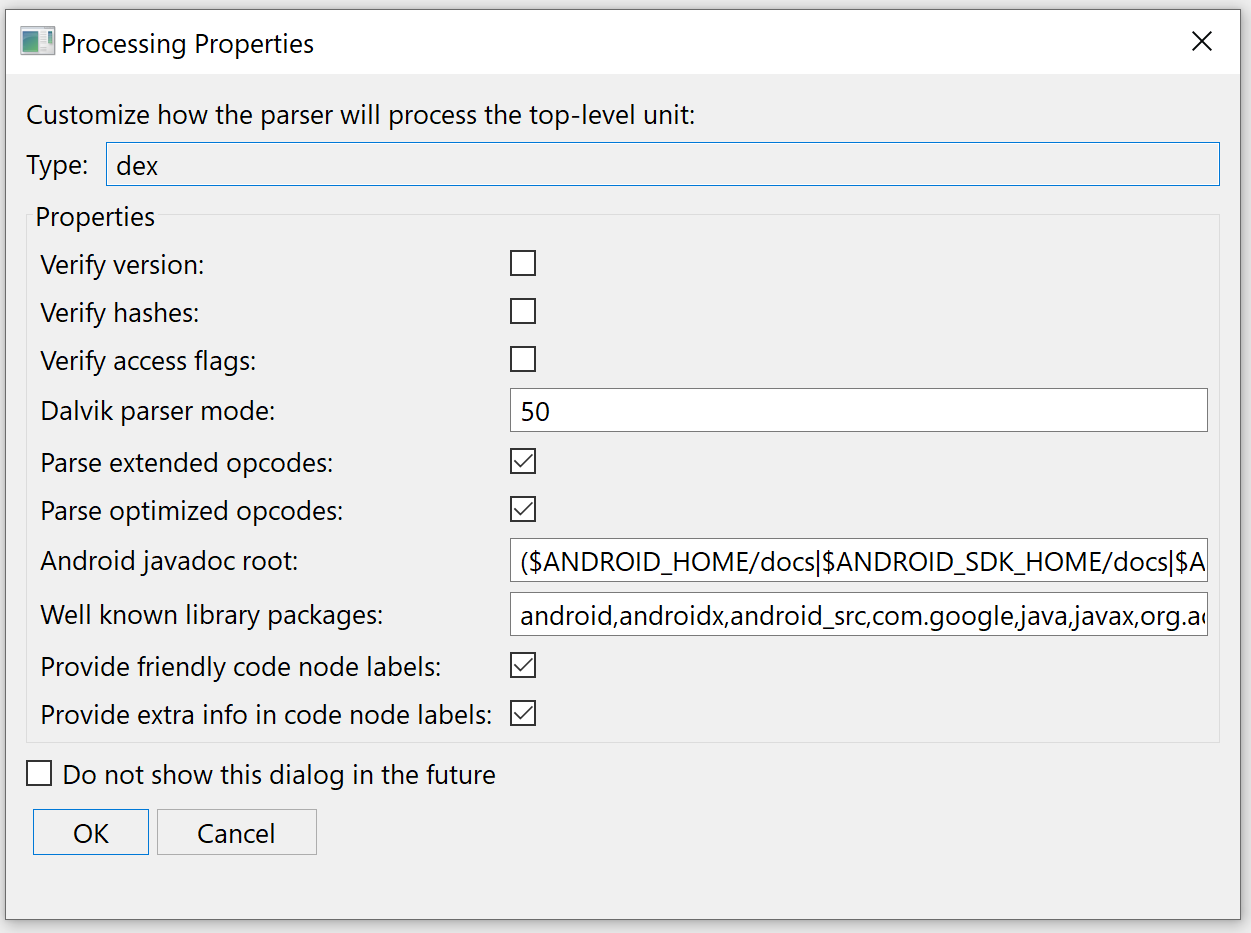 Processing Properties
Customize how the parser will process the top-level unit:
Type: dex
Properties
Verify version:
Verify hashes:
Verify access flags:
Dalvik parser mode: 50
Parse extended opcodes:
Parse optimized opcodes:
Android javadoc root: ($ANDROID_HOME/docs|$ANDROID_SDK_HOME/docs|$A
Well known library packages: android,androidx,android_src,com.google,java,javax,org.a
Provide friendly code node labels:
Provide extra info in code node labels:
Do not show this dialog in the future
OK Cancel